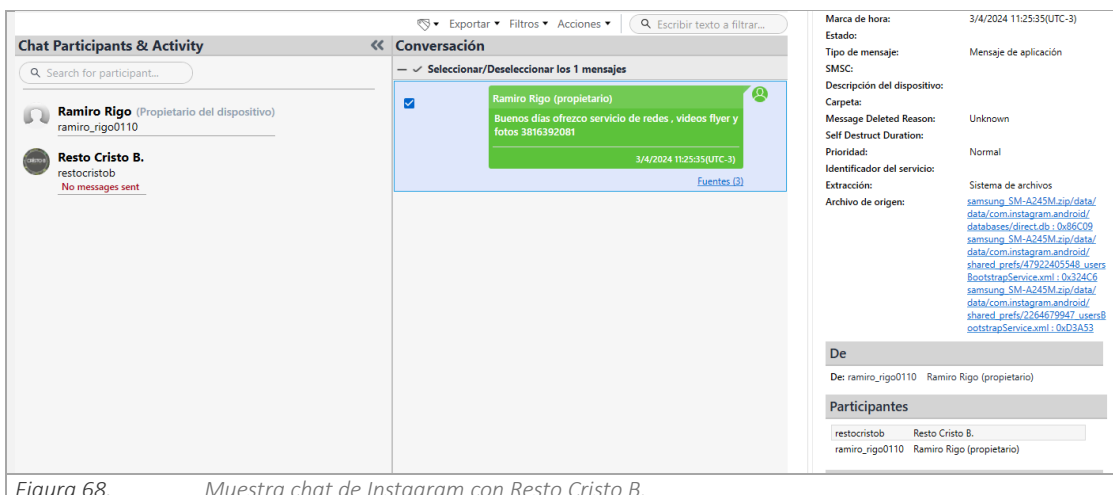 Exportar Filtros Acciones Escribir texto a filtrar...
Chat Participants & Activity
Search for participant...
Ramiro Rigo (Propietario del dispositivo)
ramiro_rigo0110
Resto Cristo B.
restocristob
No messages sent
Conversación
Seleccionar/Deseleccionar los 1 mensajes
Ramiro Rigo (propietario)
Buenos días ofrezco servicio de redes , videos flyer y
fotos 3816392081
3/4/2024 11:25:35(UTC-3)
Fuentes (3)
Marca de hora: 3/4/2024 11:25:35(UTC-3)
Estado:
Tipo de mensaje: Mensaje de aplicación
SMSC:
Descripción del dispositivo:
Carpeta:
Message Deleted Reason: Unknown
Self Destruct Duration:
Prioridad: Normal
Identificador del servicio:
Extracción: Sistema de archivos
Archivo de origen: samsung SM-A245M.zip/data/
data/com.instagram.android/
databases/direct.db : 0x86C09
samsung SM-A245M.zip/data/
data/com.instagram.android/
shared_prefs/47922405548_users
BootstrapService.xml : 0x324C6
samsung SM-A245M.zip/data/
data/com.instagram.android/
shared_prefs/2264679947_usersB
ootstrapService.xml : 0xD3A53
De
De: ramiro_rigo0110 Ramiro Rigo (propietario)
Participantes
restocristob Resto Cristo B.
ramiro_rigo0110 Ramiro Rigo (propietario)
Figura 68. Muestra chat de Instagram con Resto Cristo B.